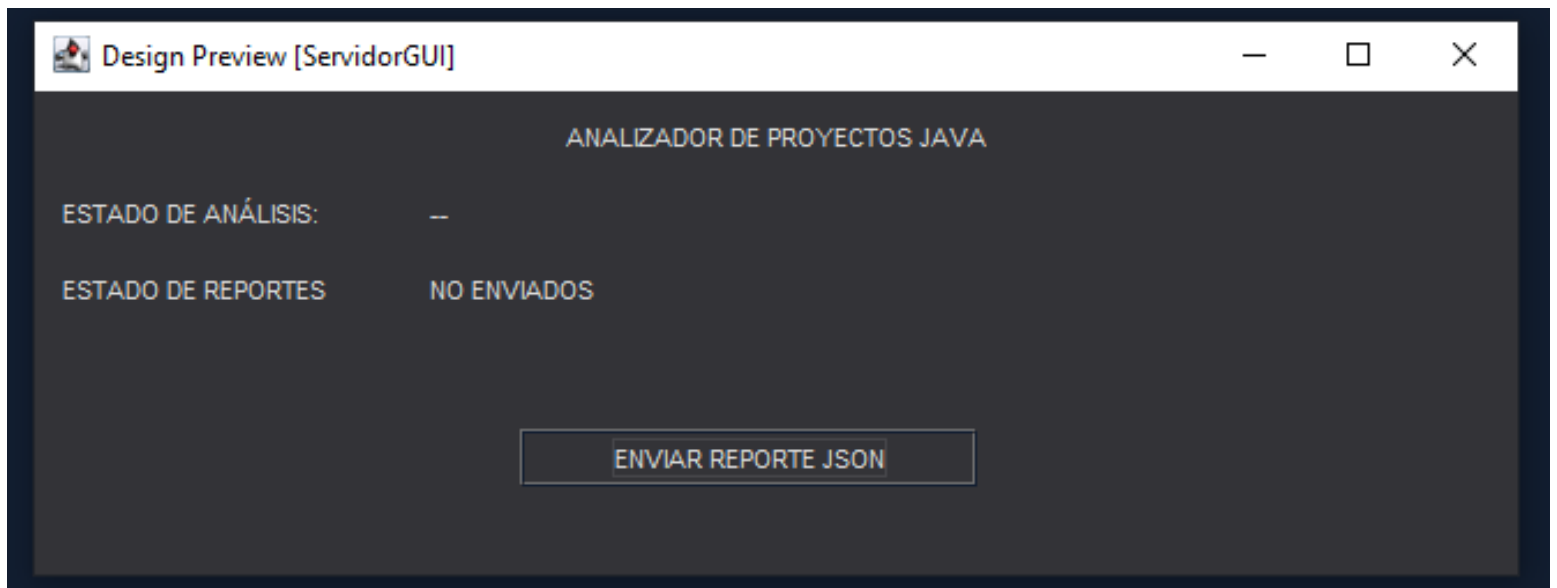 Design Preview [ServidorGUI]
ANALIZADOR DE PROYECTOS JAVA
ESTADO DE ANÁLISIS: --
ESTADO DE REPORTES NO ENVIADOS
ENVIAR REPORTE JSON